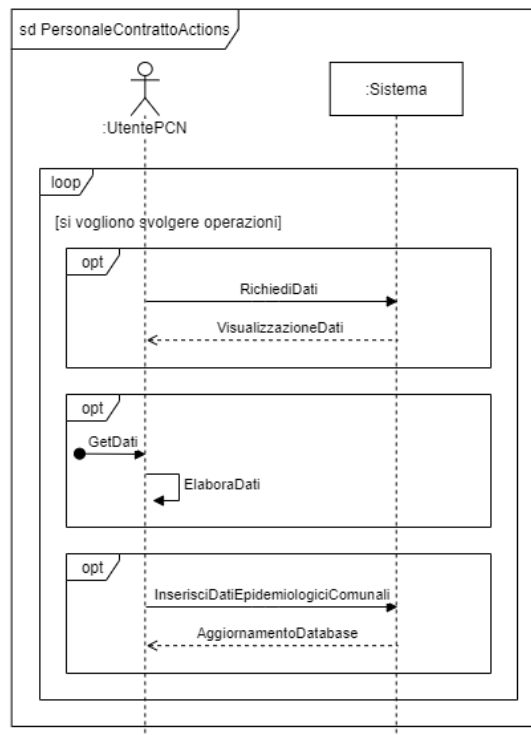 sd PersonaleContrattoActions
:UtentePCN
:Sistema
loop
[si vogliono svolgere operazioni]
opt
RichiediDati
VisualizzazioneDati
opt
GetDati
ElaboraDati
opt
InserisciDatiEpidemiologiciComunali
AggiornamentoDatabase